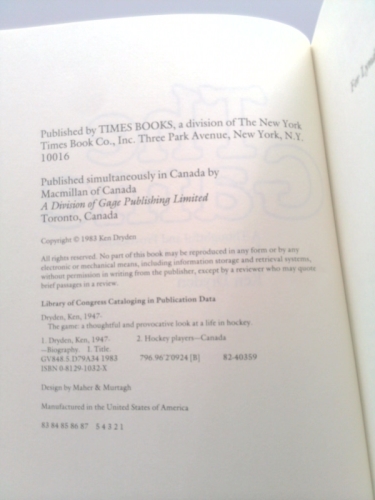 Published by TIMES BOOKS, a division of The New York
Times Book Co., Inc. Three Park Avenue, New York, N.Y.
10016
Published simultaneously in Canada by
Macmillan of Canada
A Division of Gage Publishing Limited
Toronto, Canada
Copyright © 1983 Ken Dryden
All rights reserved. No part of this book may be reproduced in any form or by any
electronic or mechanical means, including information storage and retrieval systems,
without permission in writing from the publisher, except by a reviewer who may quote
brief passages in a review.
Library of Congress Cataloging in Publication Data
Dryden, Ken, 1947-
The game: a thoughtful and provocative look at a life in hockey.
1. Dryden, Ken, 1947- 2. Hockey players—Canada
—Biography. I. Title.
GV848.5.D79A34 1983 796.96'2'0924 [B] 82-40359
ISBN 0-8129-1032-X
Design by Maher & Murtagh
Manufactured in the United States of America
83 84 85 86 87 5 4 3 2 1
For Lynda